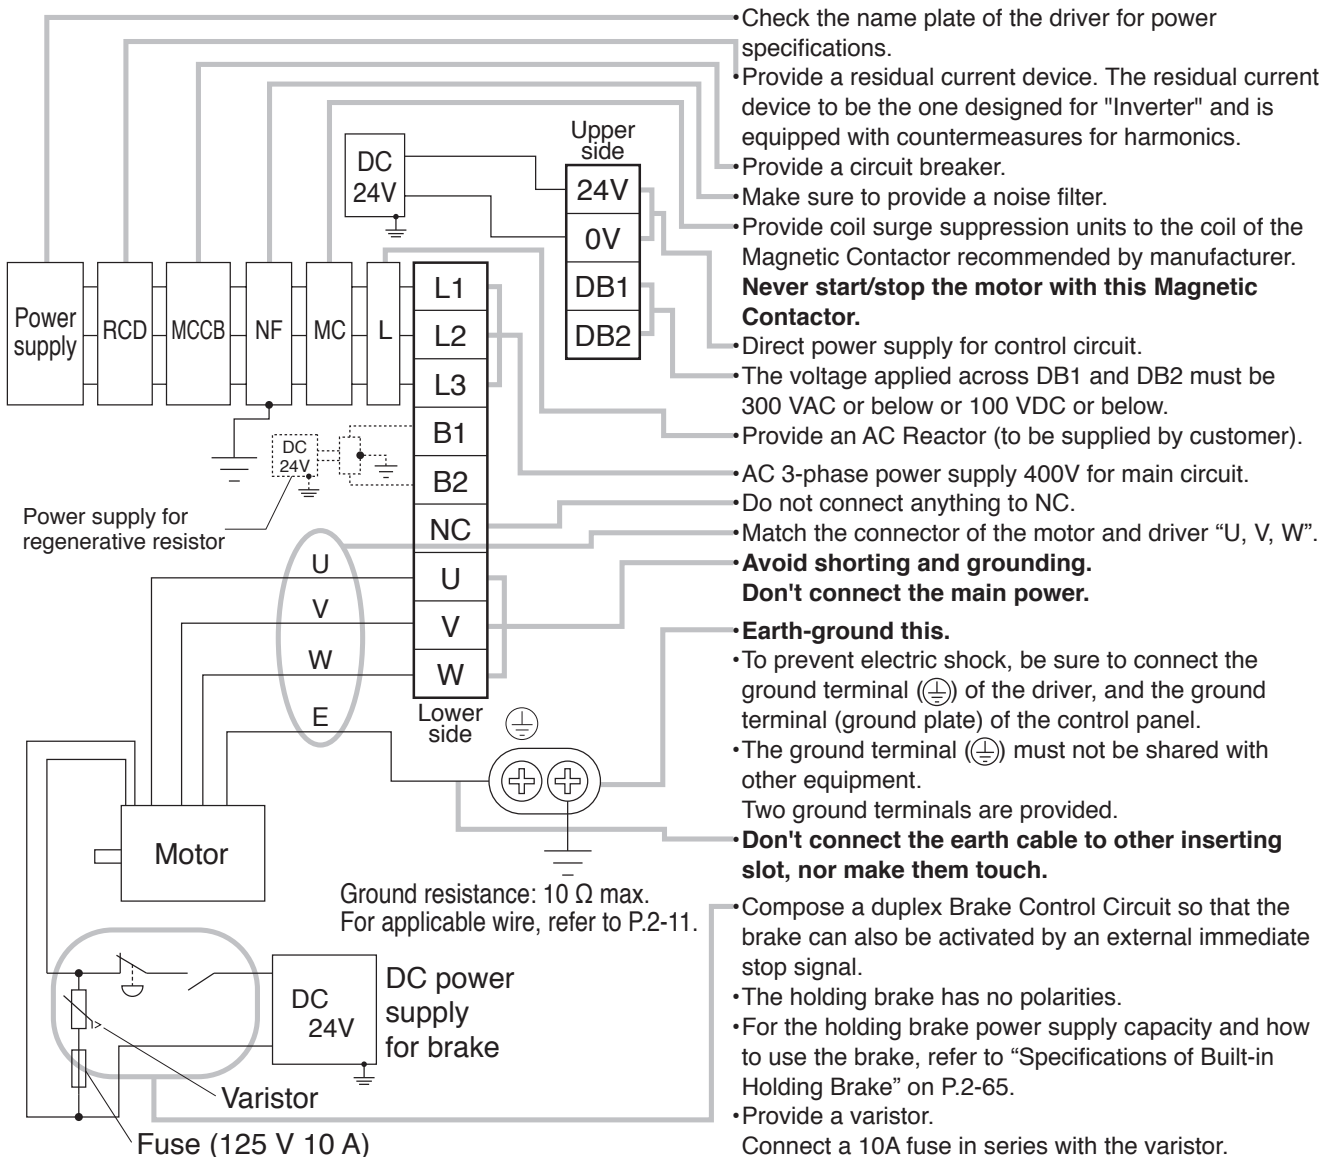 Upper
side
DC
24V
24V
0V
DB1
DB2
Power
supply
RCD
MCCB
NF
MC
L
L1
L2
L3
B1
B2
NC
U
V
W
Lower
side
DC
24V
Power supply for
regenerative resistor
U
V
W
E
Motor
Ground resistance: 10 Ω max.
For applicable wire, refer to P.2-11.
DC
24V
DC power
supply
for brake
Varistor
Fuse (125 V 10 A)
•Check the name plate of the driver for power
specifications.
•Provide a residual current device. The residual current
device to be the one designed for "Inverter" and is
equipped with countermeasures for harmonics.
•Provide a circuit breaker.
•Make sure to provide a noise filter.
•Provide coil surge suppression units to the coil of the
Magnetic Contactor recommended by manufacturer.
Never start/stop the motor with this Magnetic
Contactor.
•Direct power supply for control circuit.
•The voltage applied across DB1 and DB2 must be
300 VAC or below or 100 VDC or below.
•Provide an AC Reactor (to be supplied by customer).
•AC 3-phase power supply 400V for main circuit.
•Do not connect anything to NC.
•Match the connector of the motor and driver “U, V, W”.
•Avoid shorting and grounding.
Don't connect the main power.
•Earth-ground this.
•To prevent electric shock, be sure to connect the
ground terminal (⏚) of the driver, and the ground
terminal (ground plate) of the control panel.
•The ground terminal (⏚) must not be shared with
other equipment.
Two ground terminals are provided.
•Don't connect the earth cable to other inserting
slot, nor make them touch.
•Compose a duplex Brake Control Circuit so that the
brake can also be activated by an external immediate
stop signal.
•The holding brake has no polarities.
•For the holding brake power supply capacity and how
to use the brake, refer to “Specifications of Built-in
Holding Brake” on P.2-65.
•Provide a varistor.
Connect a 10A fuse in series with the varistor.